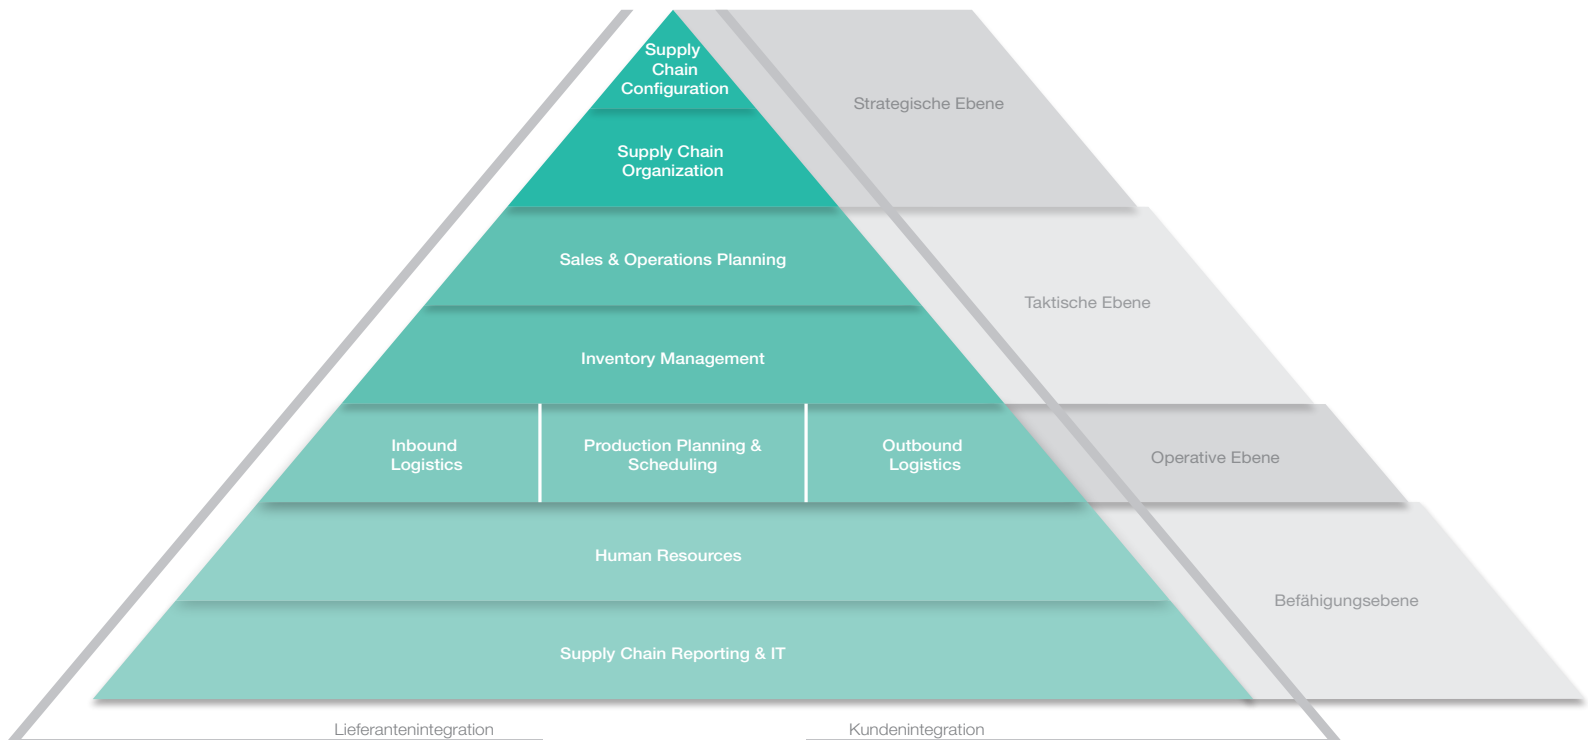 Supply
Chain
Configuration
Strategische Ebene
Supply Chain
Organization
Sales & Operations Planning
Taktische Ebene
Inventory Management
Inbound
Logistics
Production Planning &
Scheduling
Outbound
Logistics
Operative Ebene
Human Resources
Befähigungsebene
Supply Chain Reporting & IT
Lieferantenintegration
Kundenintegration